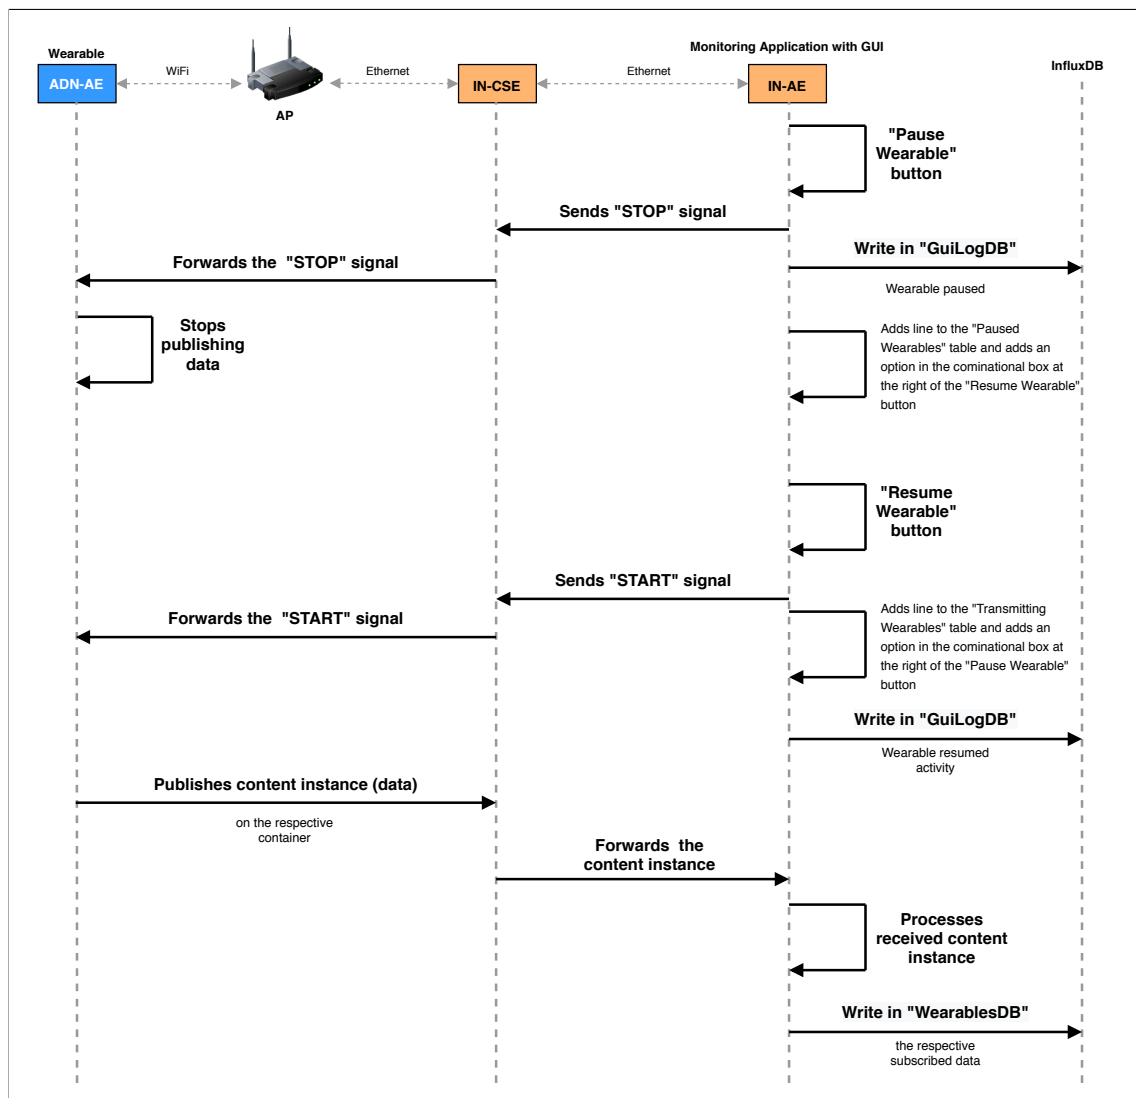 Wearable
Monitoring Application with GUI
InfluxDB
ADN-AE
WiFi
AP
Ethernet
IN-CSE
Ethernet
IN-AE
"Pause
Wearable"
button
Sends "STOP" signal
Forwards the "STOP" signal
Write in "GuiLogDB"
Wearable paused
Stops
publishing
data
Adds line to the "Paused
Wearables" table and adds an
option in the cominational box at
the right of the "Resume Wearable"
button
"Resume
Wearable"
button
Sends "START" signal
Forwards the "START" signal
Adds line to the "Transmitting
Wearables" table and adds an
option in the cominational box at
the right of the "Pause Wearable"
button
Write in "GuiLogDB"
Wearable resumed
activity
Publishes content instance (data)
on the respective
container
Forwards the
content instance
Processes
received content
instance
Write in "WearablesDB"
the respective
subscribed data